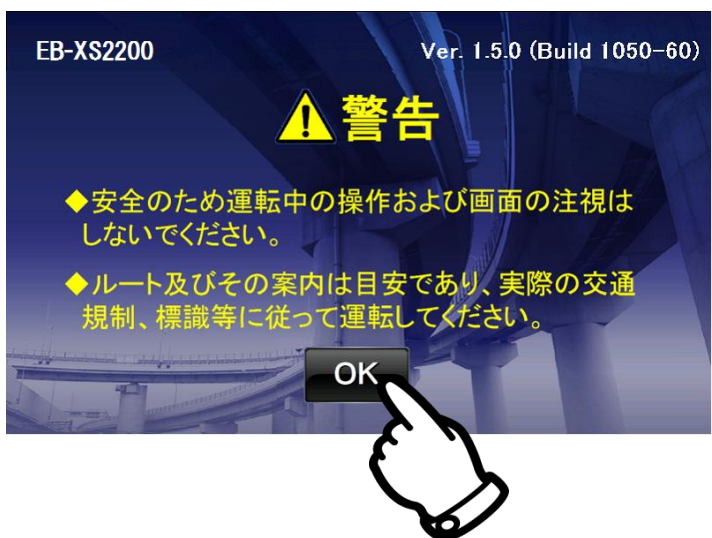 EB-XS2200 Ver. 1.5.0 (Build 1050-60)
警告
◆安全のため運転中の操作および画面の注視は
しないでください。
◆ルート及びその案内は目安であり、実際の交通
規制、標識等に従って運転してください。
OK